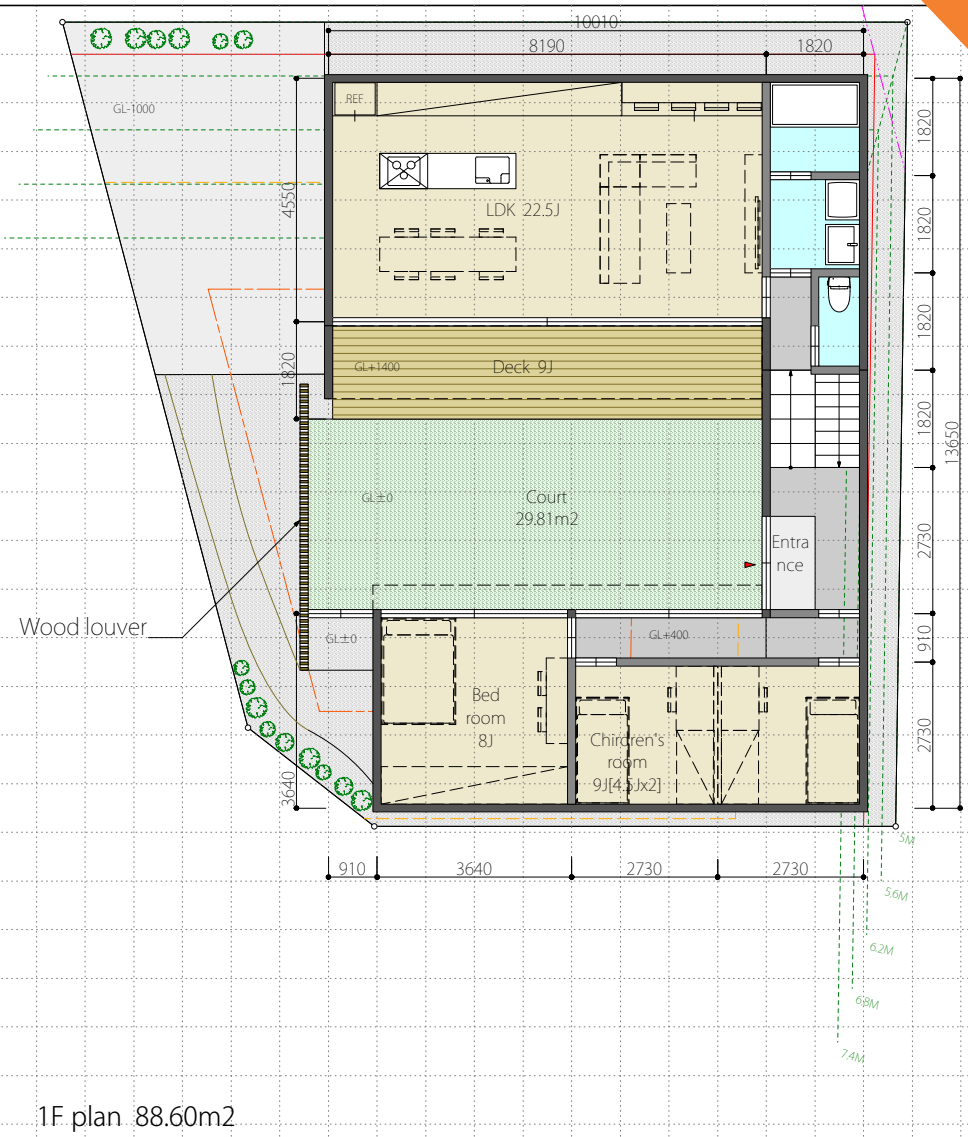 10010
8190
1820
REF
GL-1000
1820
4550
LDK 22.5J
1820
1820
1820
GL+1400
Deck 9J
1820
13650
GL±0
Court
29.81m2
Entra
nce
2730
Wood louver
GL±0
GL+400
910
Bed
room
8J
Chirdren's
room
9J[4.5Jx2]
2730
3640
910
3640
2730
2730
5M
5.6M
6.2M
6.8M
7.4M
1F plan 88.60m2